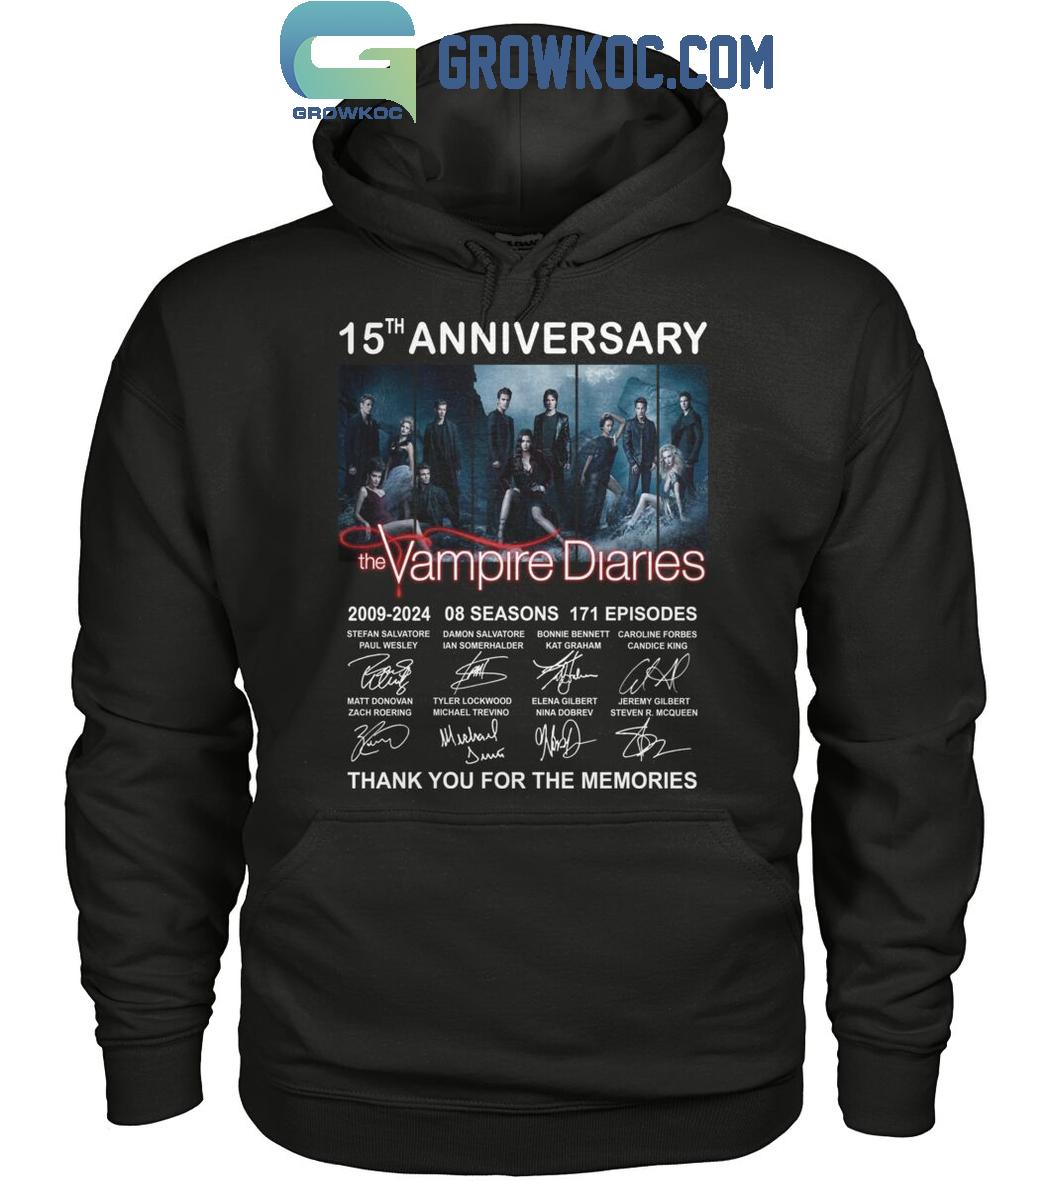 GROWKOC.COM
GROWKOC
15TH ANNIVERSARY
the Vampire Diaries
2009-2024 08 SEASONS 171 EPISODES
STEFAN SALVATORE DAMON SALVATORE BONNIE BENNETT CAROLINE FORBES
PAUL WESLEY IAN SOMERHALDER KAT GRAHAM CANDICE KING
MATT DONOVAN TYLER LOCKWOOD ELENA GILBERT JEREMY GILBERT
ZACH ROERING MICHAEL TREVINO NINA DOBREV STEVEN R. MCQUEEN
Michael
THANK YOU FOR THE MEMORIES